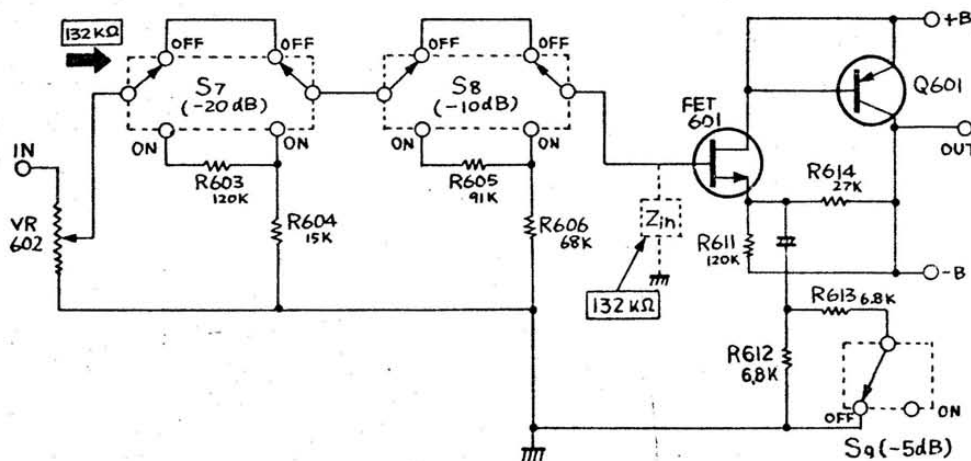 132KΩ
OFF
OFF
S7
(-20dB)
ON
ON
R603
120K
R604
15K
IN
VR
602
OFF
OFF
S8
(-10dB)
ON
ON
R605
91K
R606
68K
Zin
132KΩ
FET
601
+B
Q601
OUT
R614
27K
R611
120K
-B
R613 6.8K
R612
6.8K
OFF
ON
S9 (-5dB)